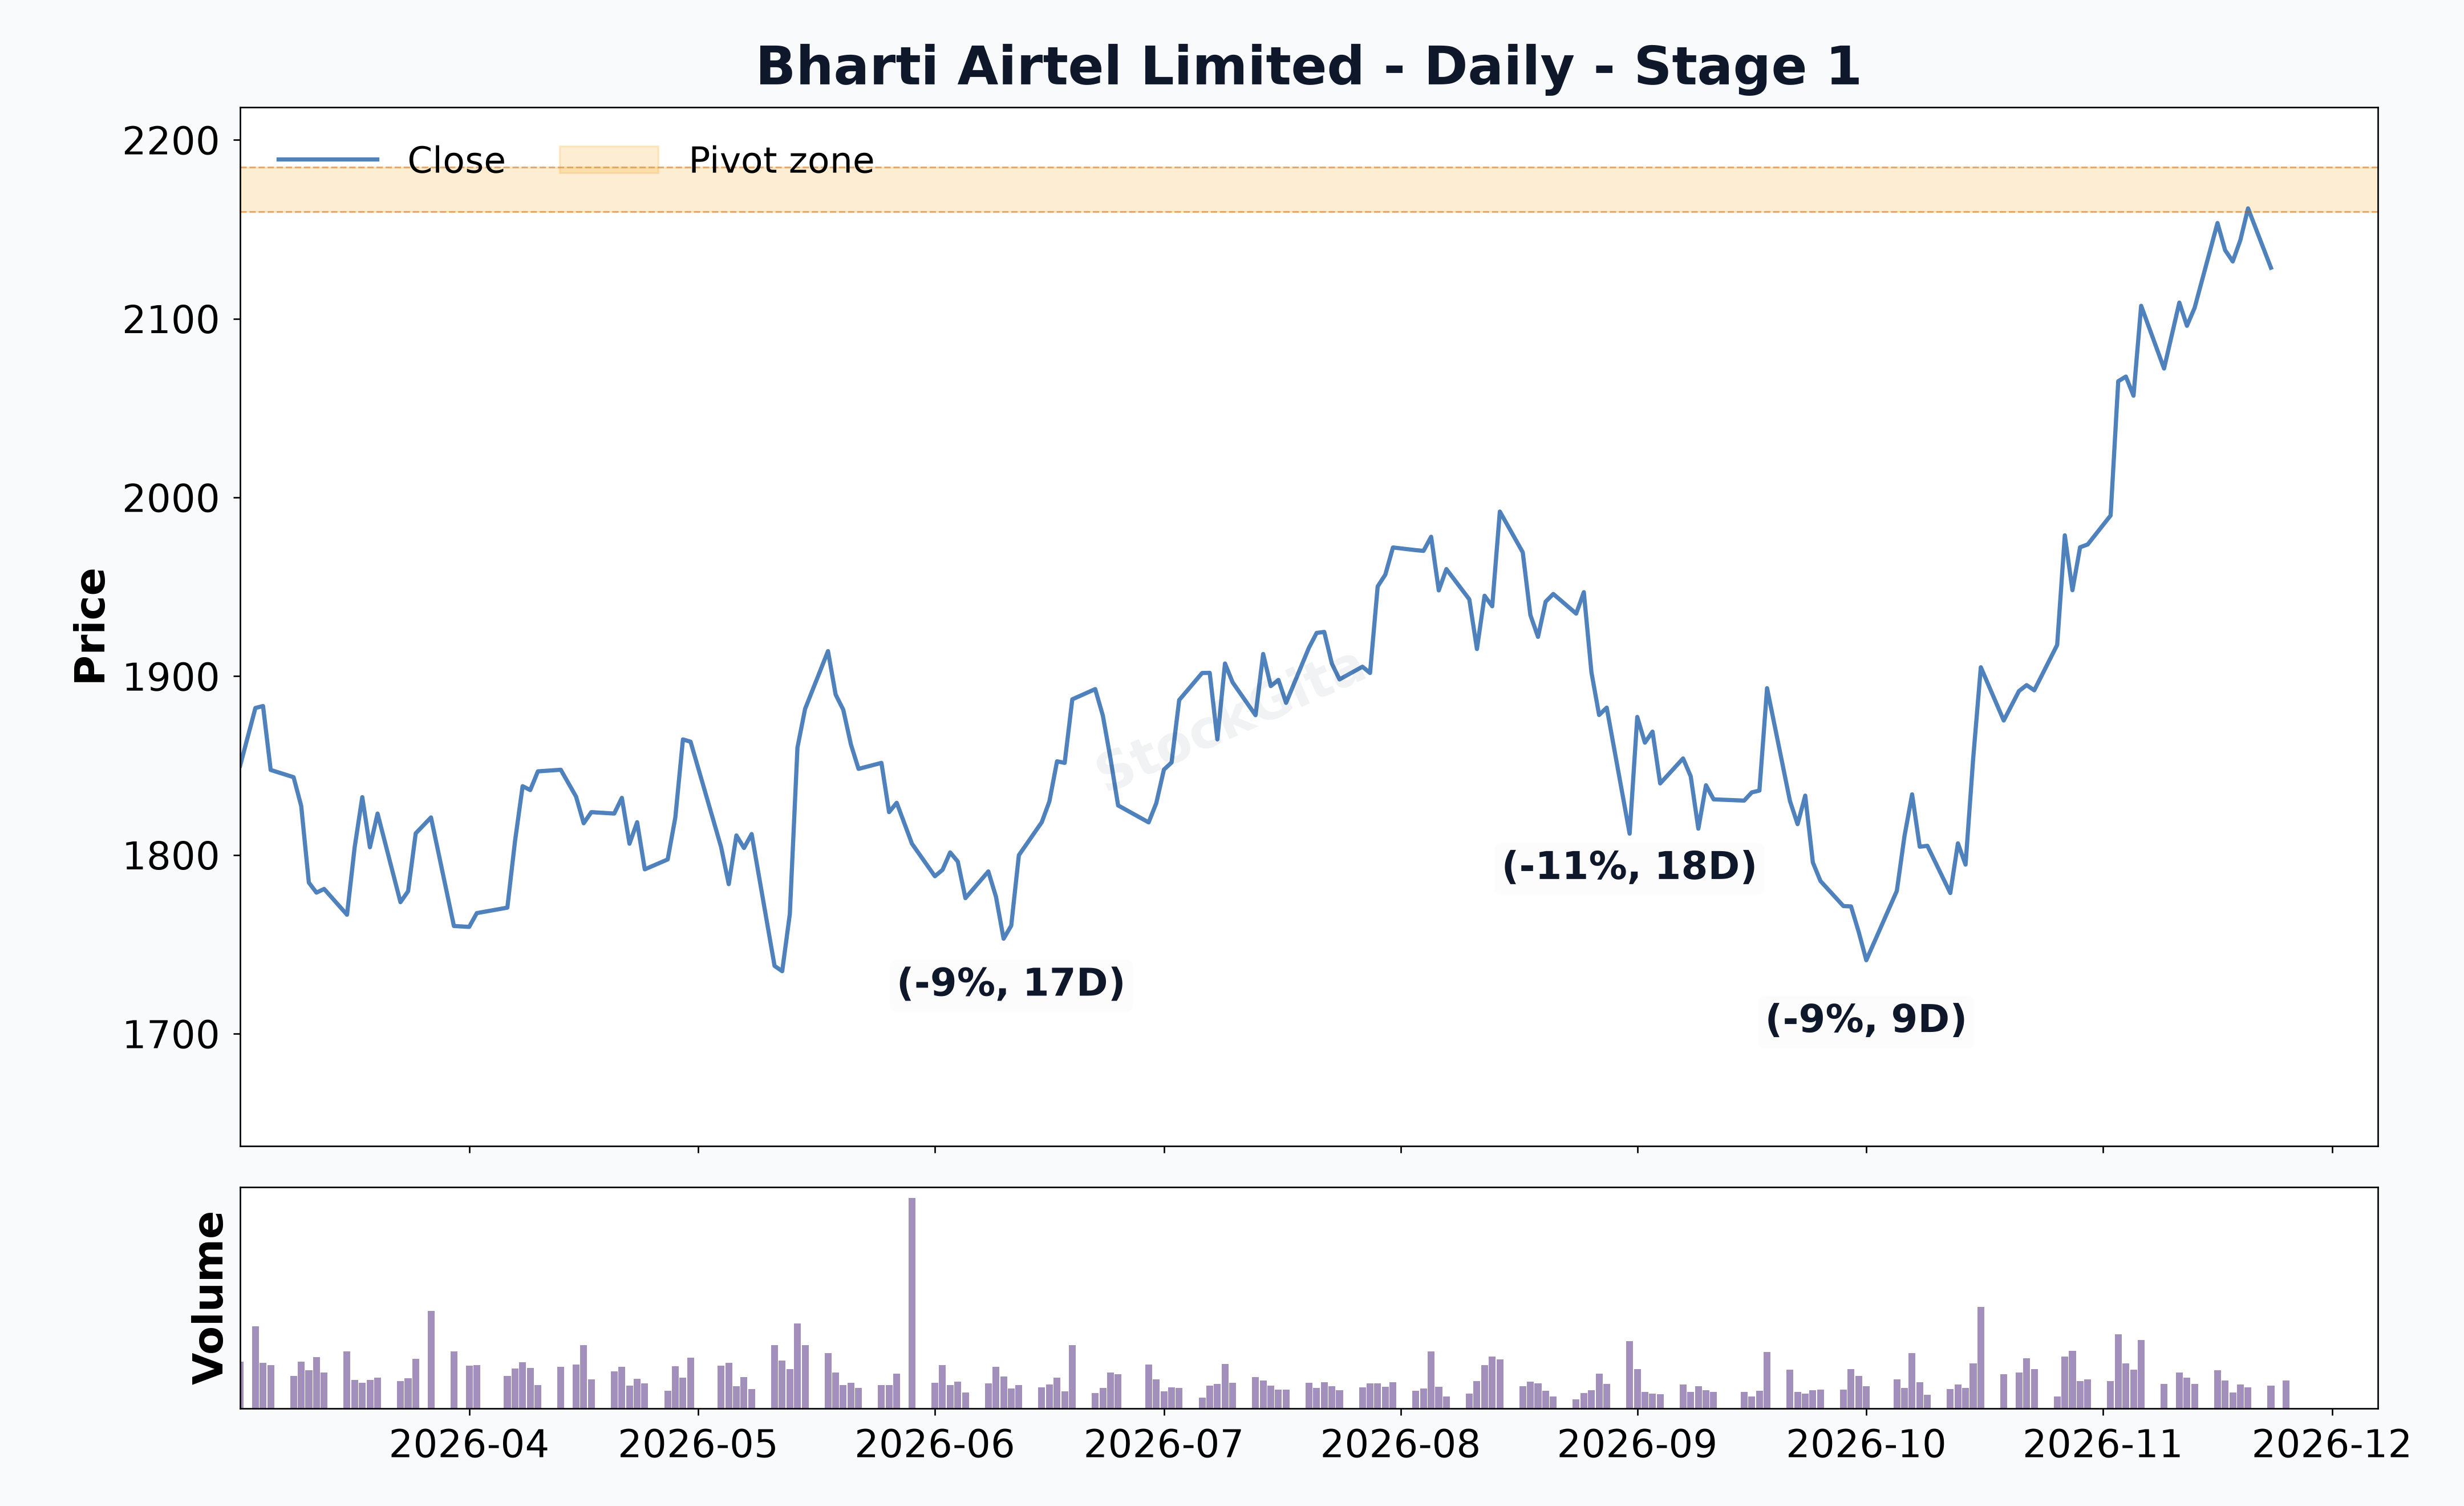 Bharti Airtel Limited - Daily - Stage 1
Close
Pivot zone
2200
2100
2000
1900
1800
1700
Price
StockGita
(-9%, 17D)
(-11%, 18D)
(-9%, 9D)
Volume
2026-04
2026-05
2026-06
2026-07
2026-08
2026-09
2026-10
2026-11
2026-12